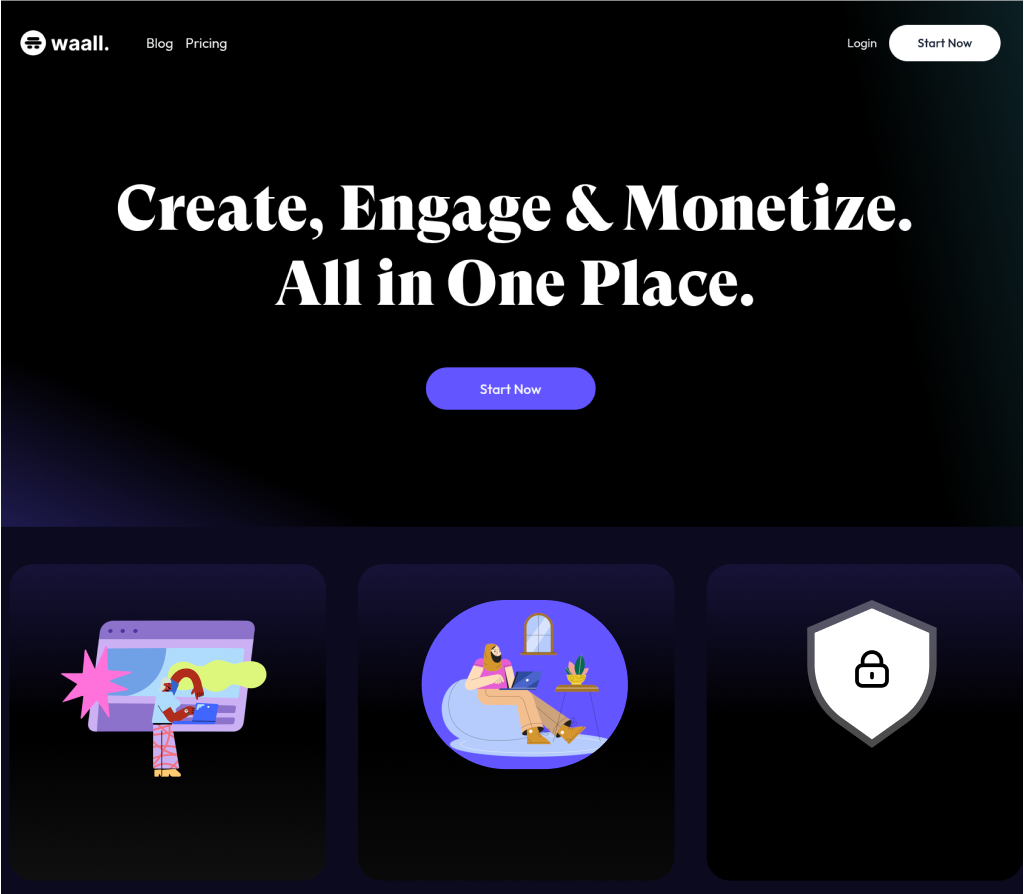 waall.
Blog Pricing
Login
Start Now
Create, Engage & Monetize.
All in One Place.
Start Now